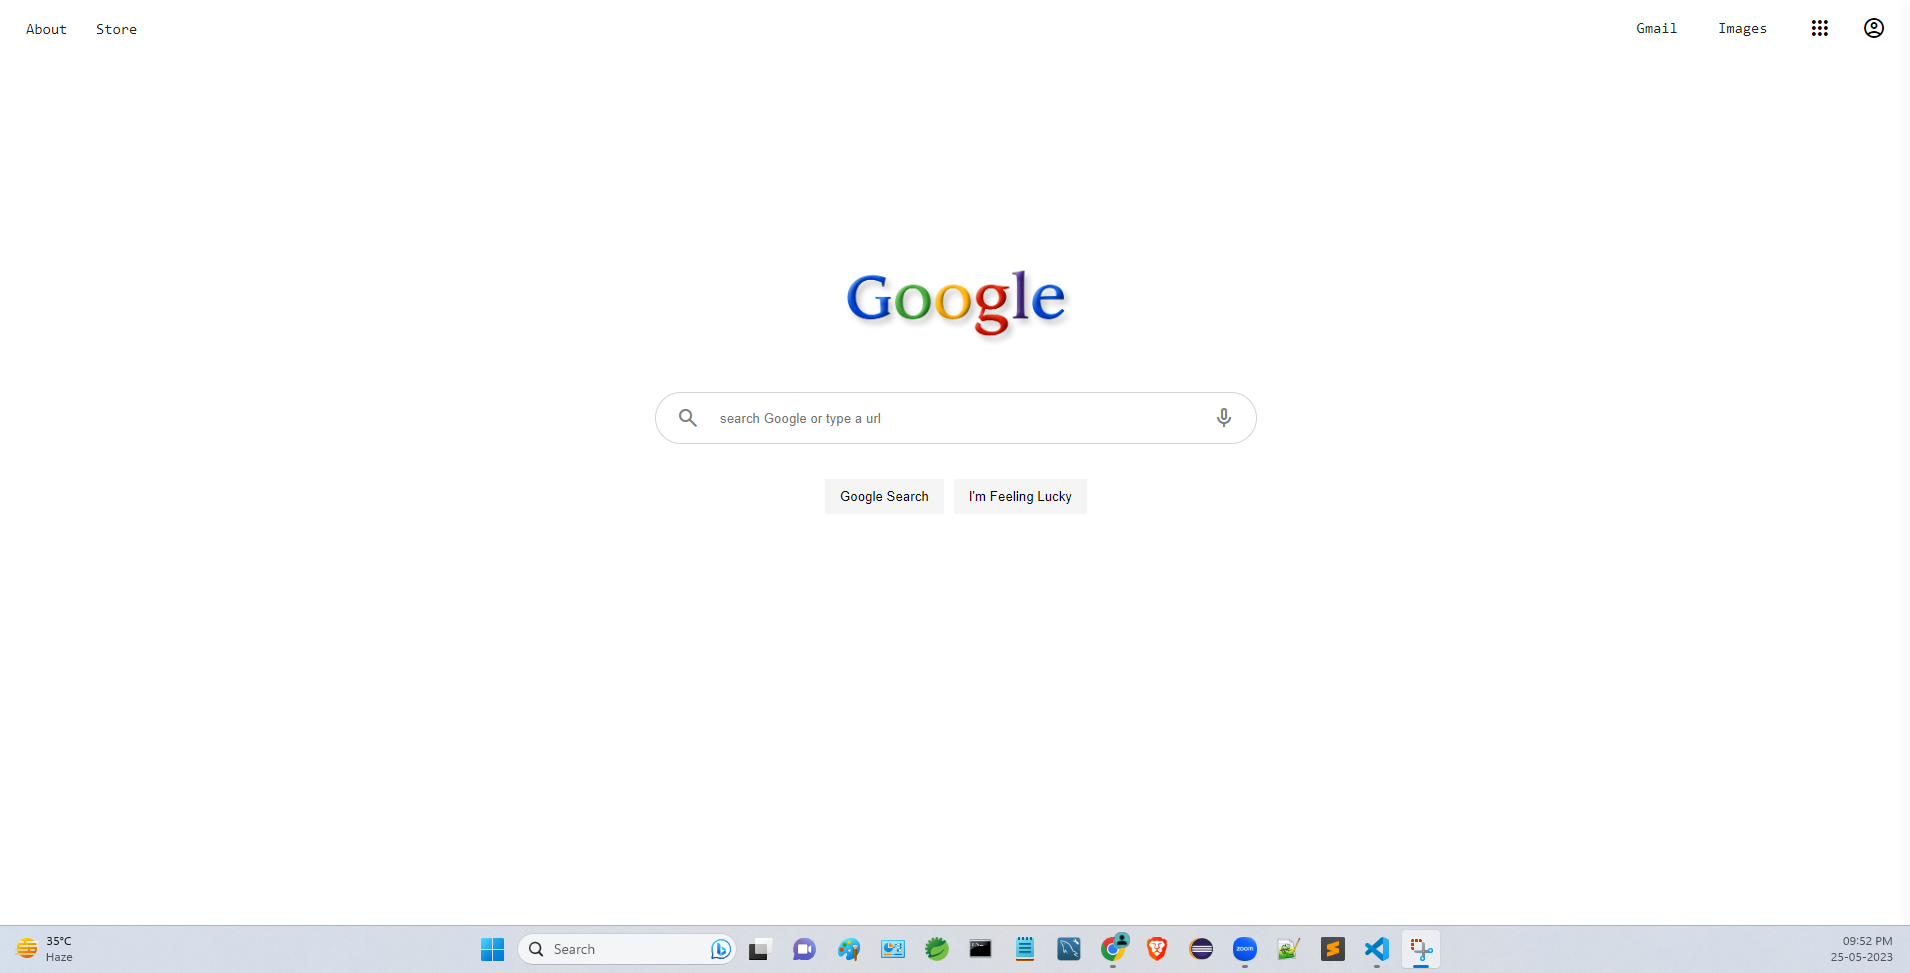 About Store Gmail Images
Google
search Google or type a url
Google Search I'm Feeling Lucky
35°C
Haze
Search
zoom
09:52 PM
25-05-2023